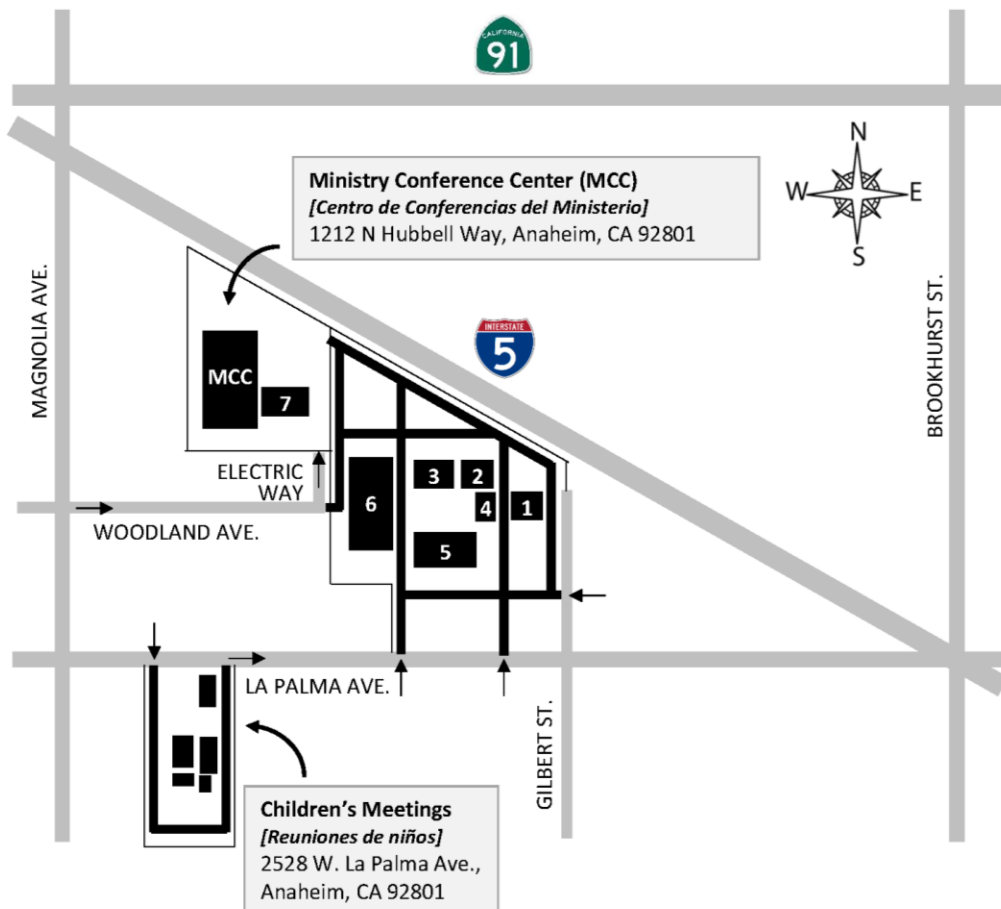 CALIFORNIA
91
N
W
E
S
Ministry Conference Center (MCC)
[Centro de Conferencias del Ministerio]
1212 N Hubbell Way, Anaheim, CA 92801
MAGNOLIA AVE.
BROOKHURST ST.
INTERSTATE
5
MCC
7
ELECTRIC
WAY
3
2
6
4
1
WOODLAND AVE.
5
LA PALMA AVE.
GILBERT ST.
Children's Meetings
[Reuniones de niños]
2528 W. La Palma Ave.,
Anaheim, CA 92801